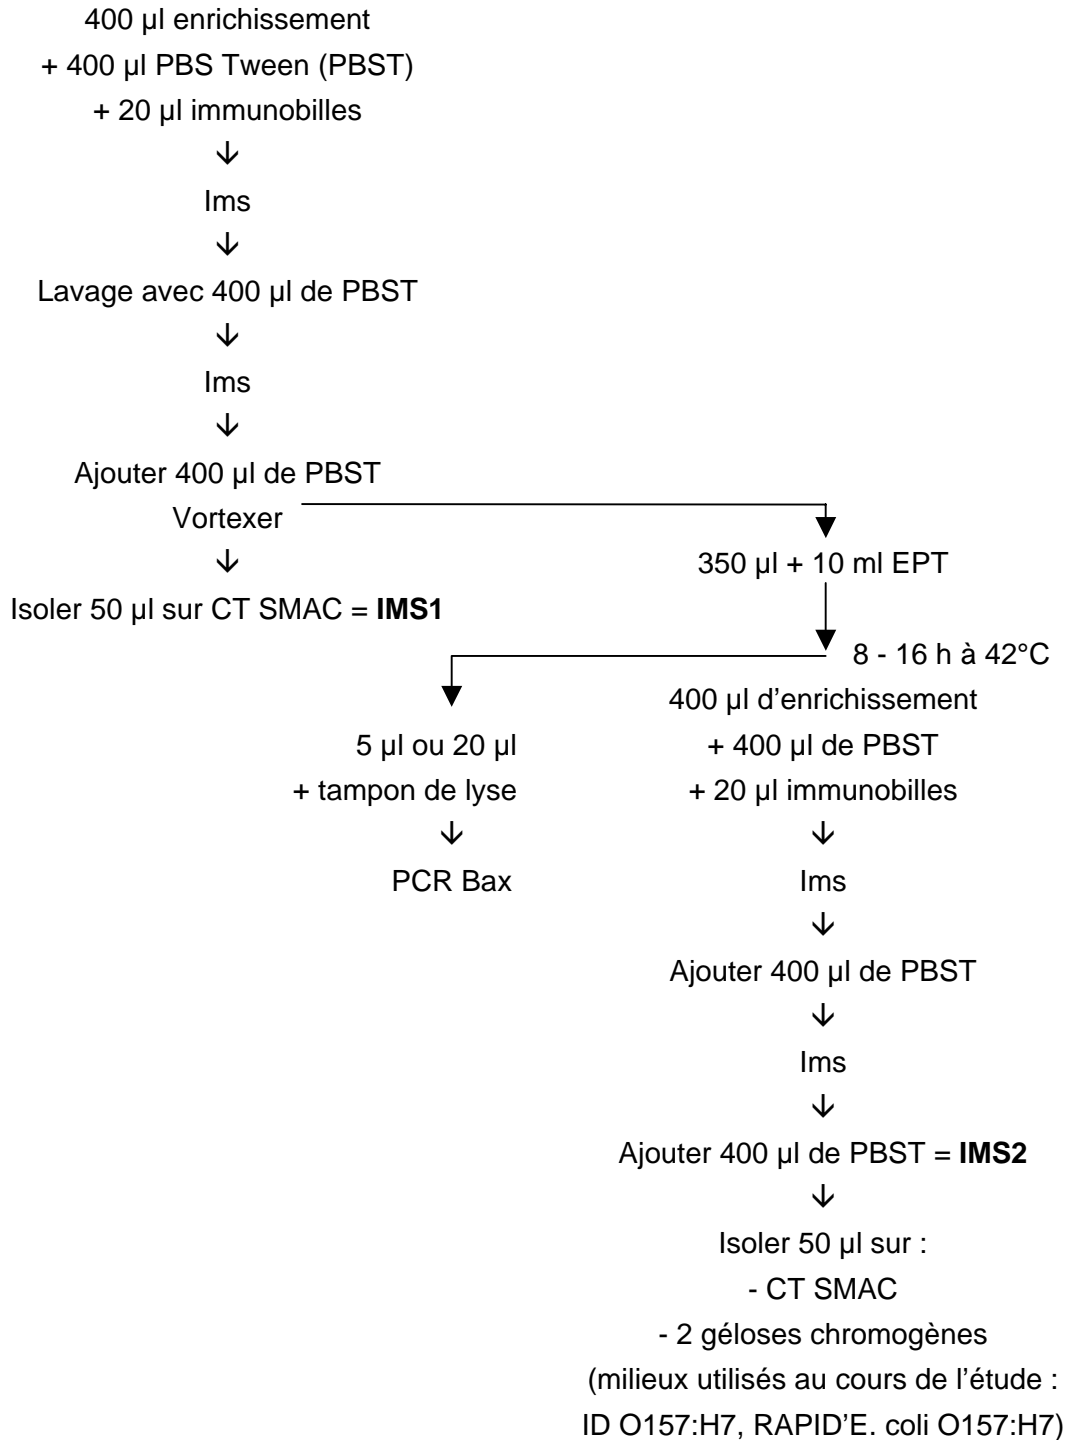 400 µl enrichissement
+ 400 µl PBS Tween (PBST)
+ 20 µl immunobilles
Ims
Lavage avec 400 µl de PBST
Ims
Ajouter 400 µl de PBST
Vortexer
Isoler 50 µl sur CT SMAC = IMS1
350 µl + 10 ml EPT
8 - 16 h à 42°C
5 µl ou 20 µl
+ tampon de lyse
PCR Bax
400 µl d'enrichissement
+ 400 µl de PBST
+ 20 µl immunobilles
Ims
Ajouter 400 µl de PBST
Ims
Ajouter 400 µl de PBST = IMS2
Isoler 50 µl sur :
- CT SMAC
- 2 géloses chromogènes
(milieux utilisés au cours de l'étude :
ID O157:H7, RAPID'E. coli O157:H7)